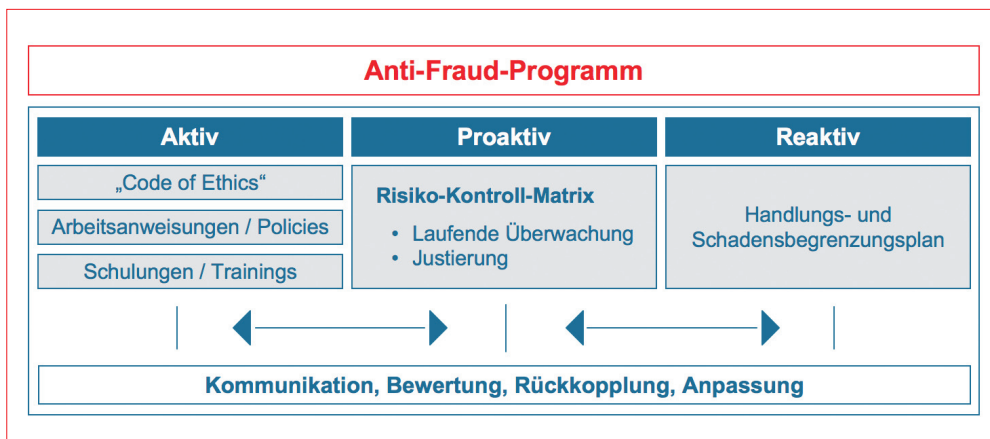 Anti-Fraud-Programm
Aktiv
„Code of Ethics“
Arbeitsanweisungen / Policies
Schulungen / Trainings
Proaktiv
Risiko-Kontroll-Matrix
• Laufende Überwachung
• Justierung
Reaktiv
Handlungs- und
Schadensbegrenzungsplan
Kommunikation, Bewertung, Rückkopplung, Anpassung